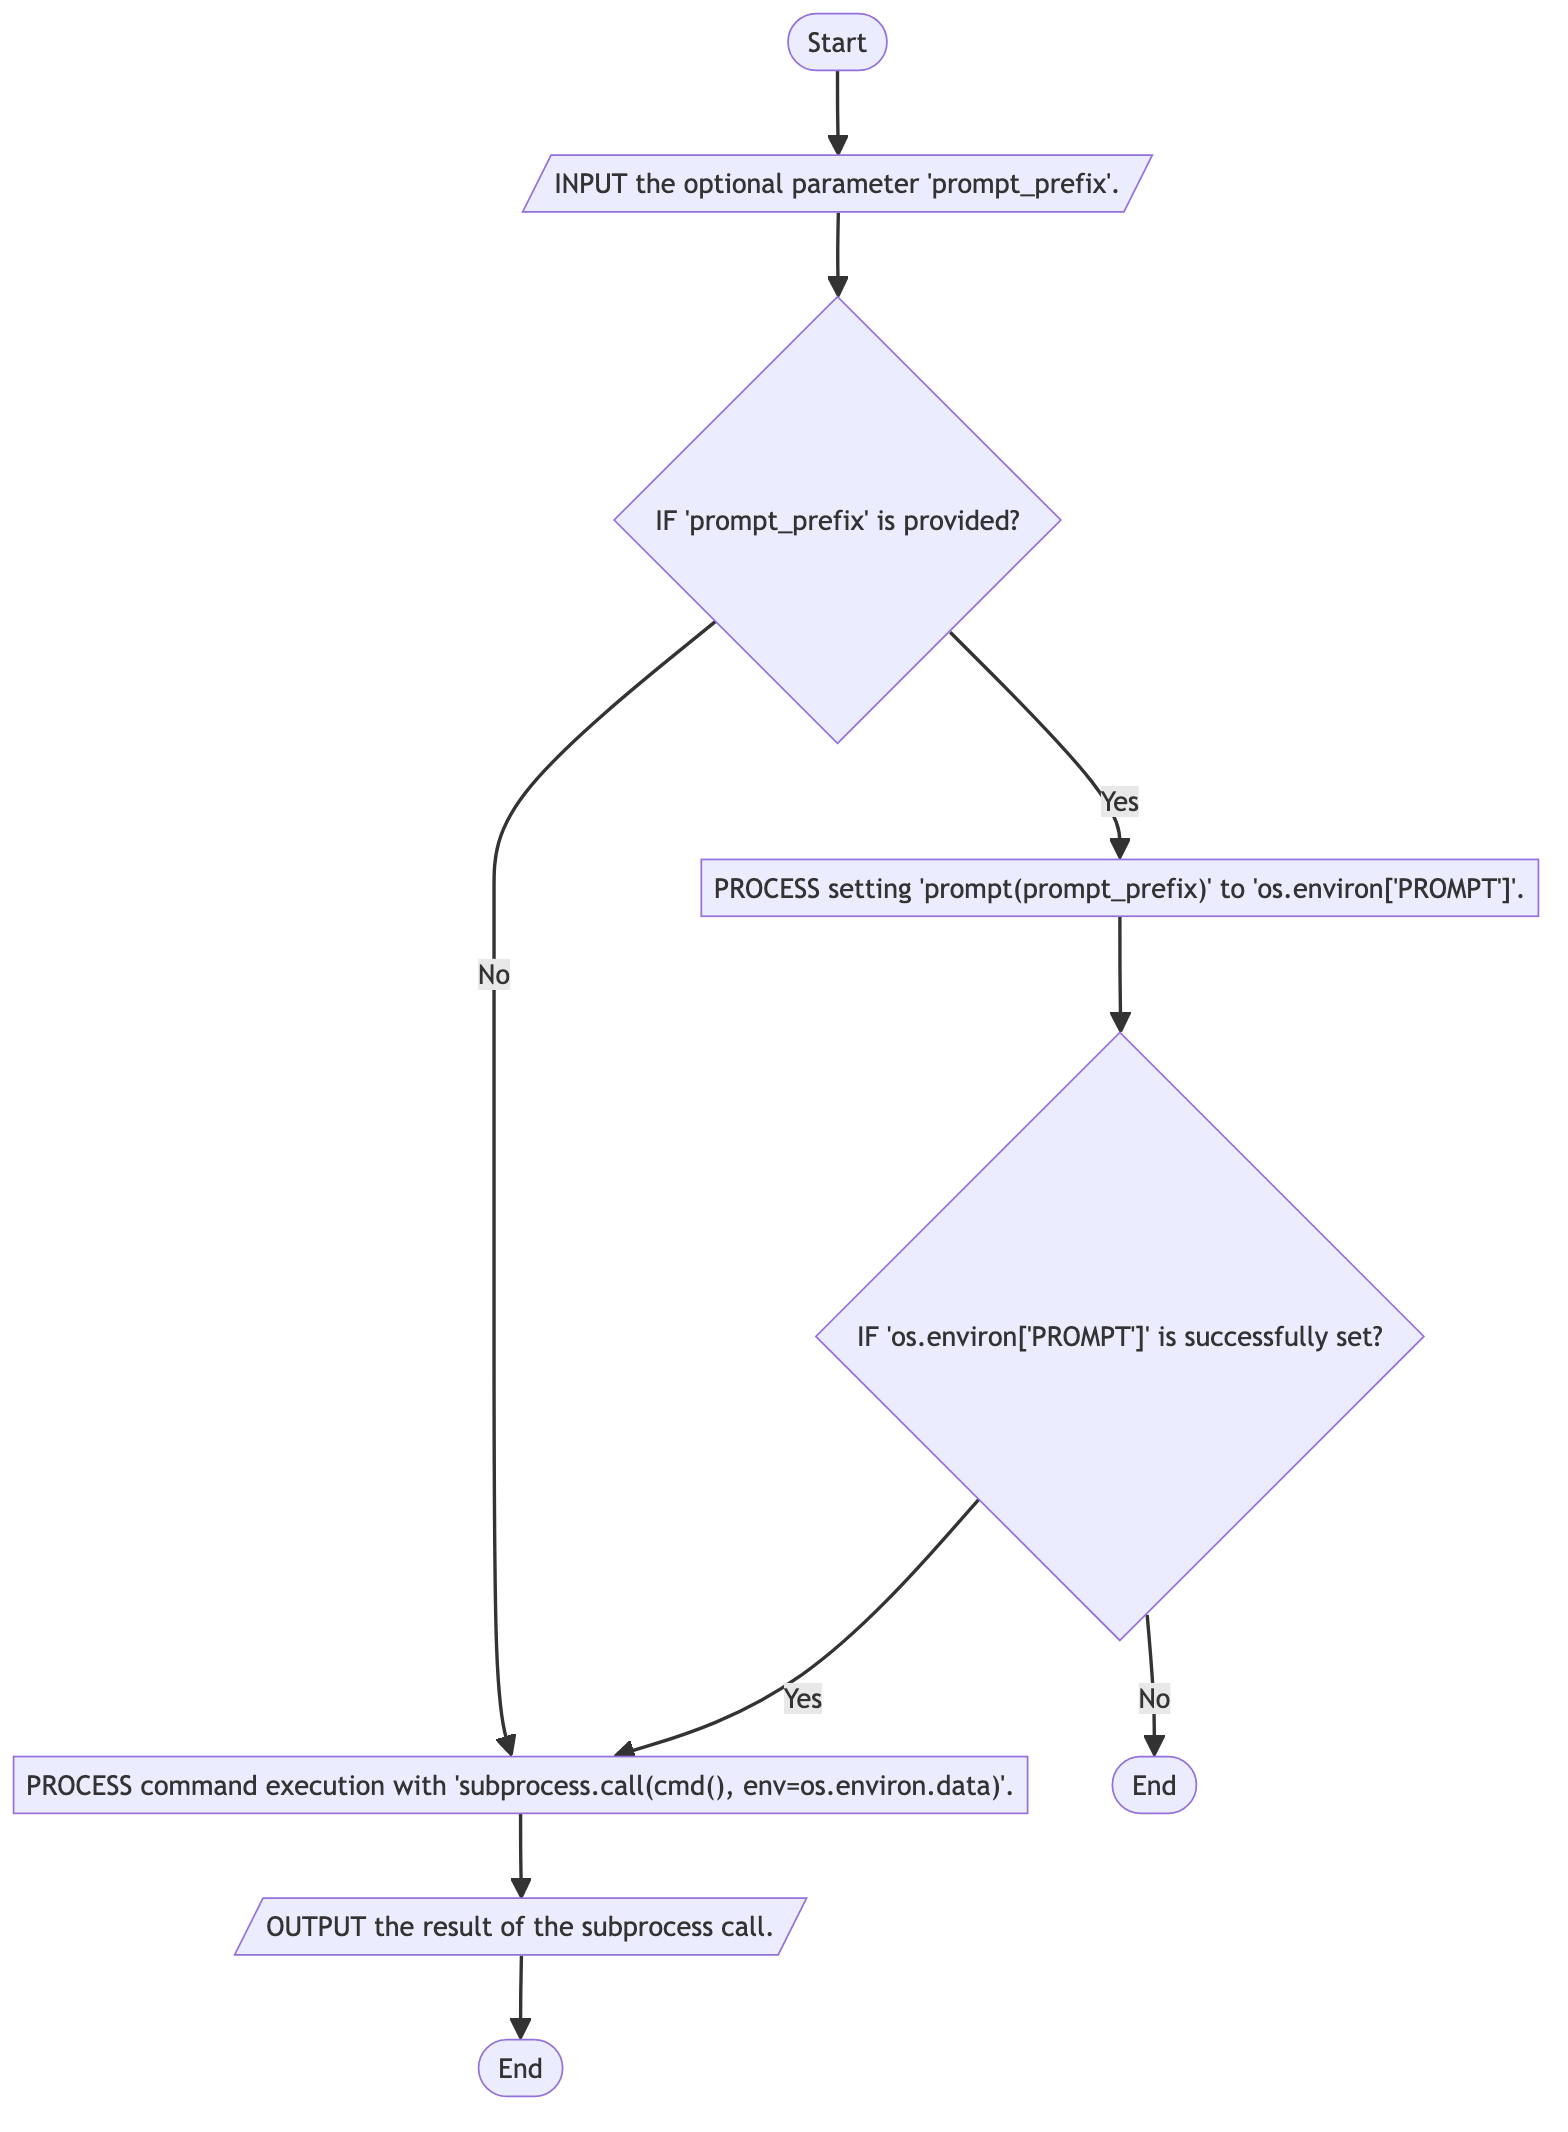 Start
INPUT the optional parameter 'prompt_prefix'.
IF 'prompt_prefix' is provided?
Yes
PROCESS setting 'prompt(prompt_prefix)' to 'os.environ['PROMPT']'.
No
IF 'os.environ['PROMPT']' is successfully set?
Yes
No
PROCESS command execution with 'subprocess.call(cmd(), env=os.environ.data)'.
End
OUTPUT the result of the subprocess call.
End